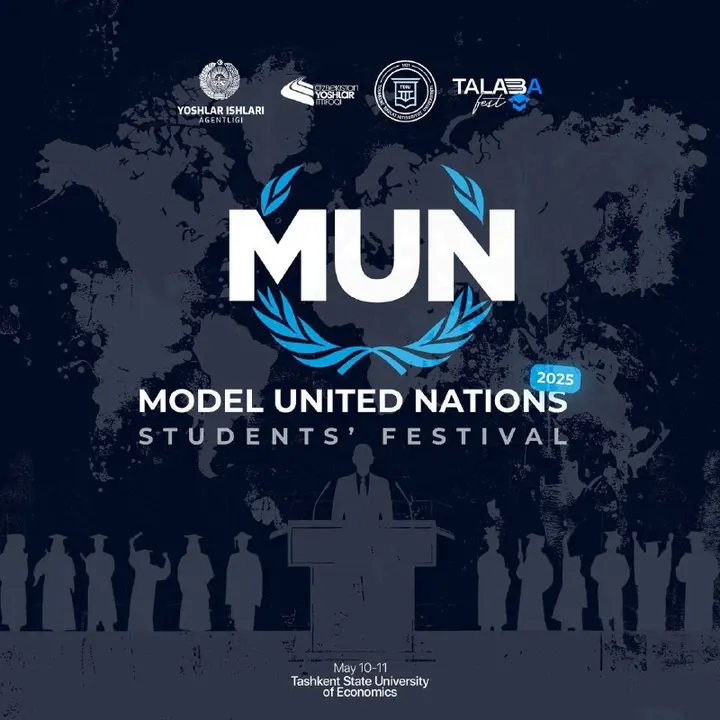 YOSHLAR ISHLARI
AGENTLIGI
O'ZBEKISTON
YOSHLAR
ITTIFOQI
TDIU
TALABA
fest
MUN
2025
MODEL UNITED NATIONS
STUDENTS' FESTIVAL
May 10-11
Tashkent State University
of Economics